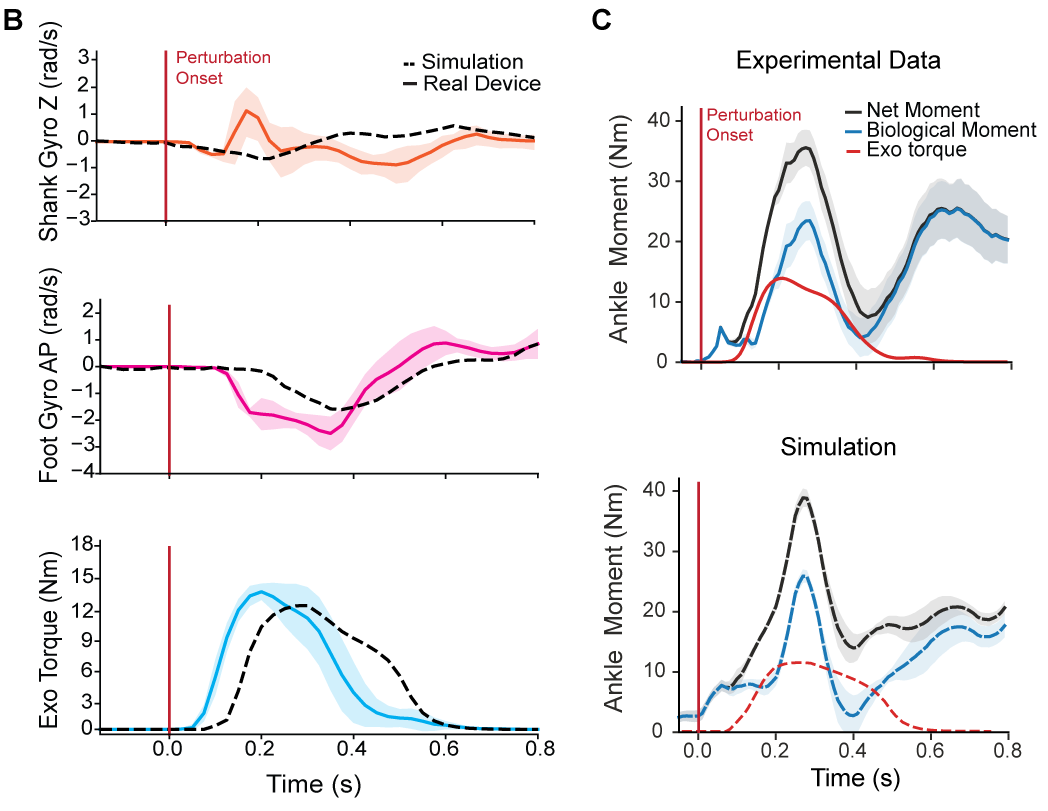 B
Shank Gyro Z (rad/s)
3
2
1
0
−1
−2
−3
Perturbation
Onset
Simulation
Real Device
Foot Gyro AP (rad/s)
2
1
0
−1
−2
−3
−4
Exo Torque (Nm)
18
15
12
9
6
3
0
0.0
0.2
0.4
0.6
0.8
Time (s)
C
Experimental Data
Ankle Moment (Nm)
40
30
20
10
0
Perturbation
Onset
Net Moment
Biological Moment
Exo torque
Simulation
Ankle Moment (Nm)
40
30
20
10
0
0.0
0.2
0.4
0.6
0.8
Time (s)